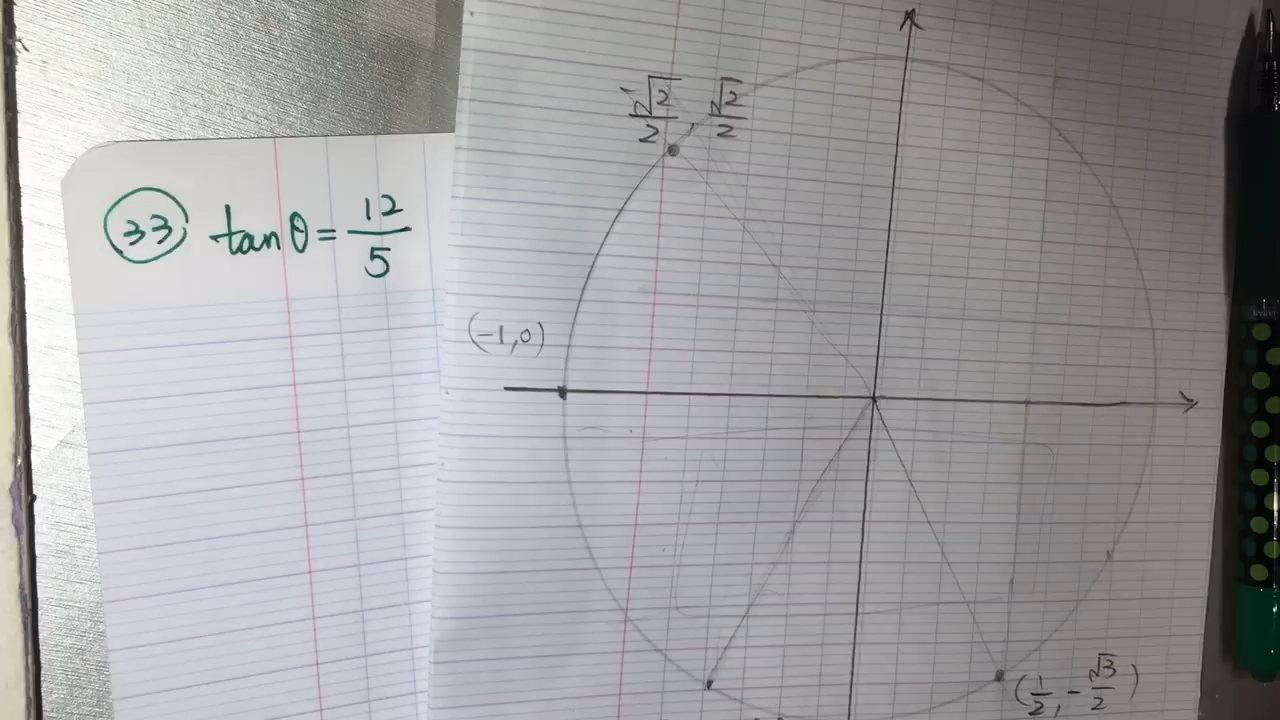 33 tan θ = 12/5
√2/2 √2/2
(-1,0)
(1/2, -√3/2)